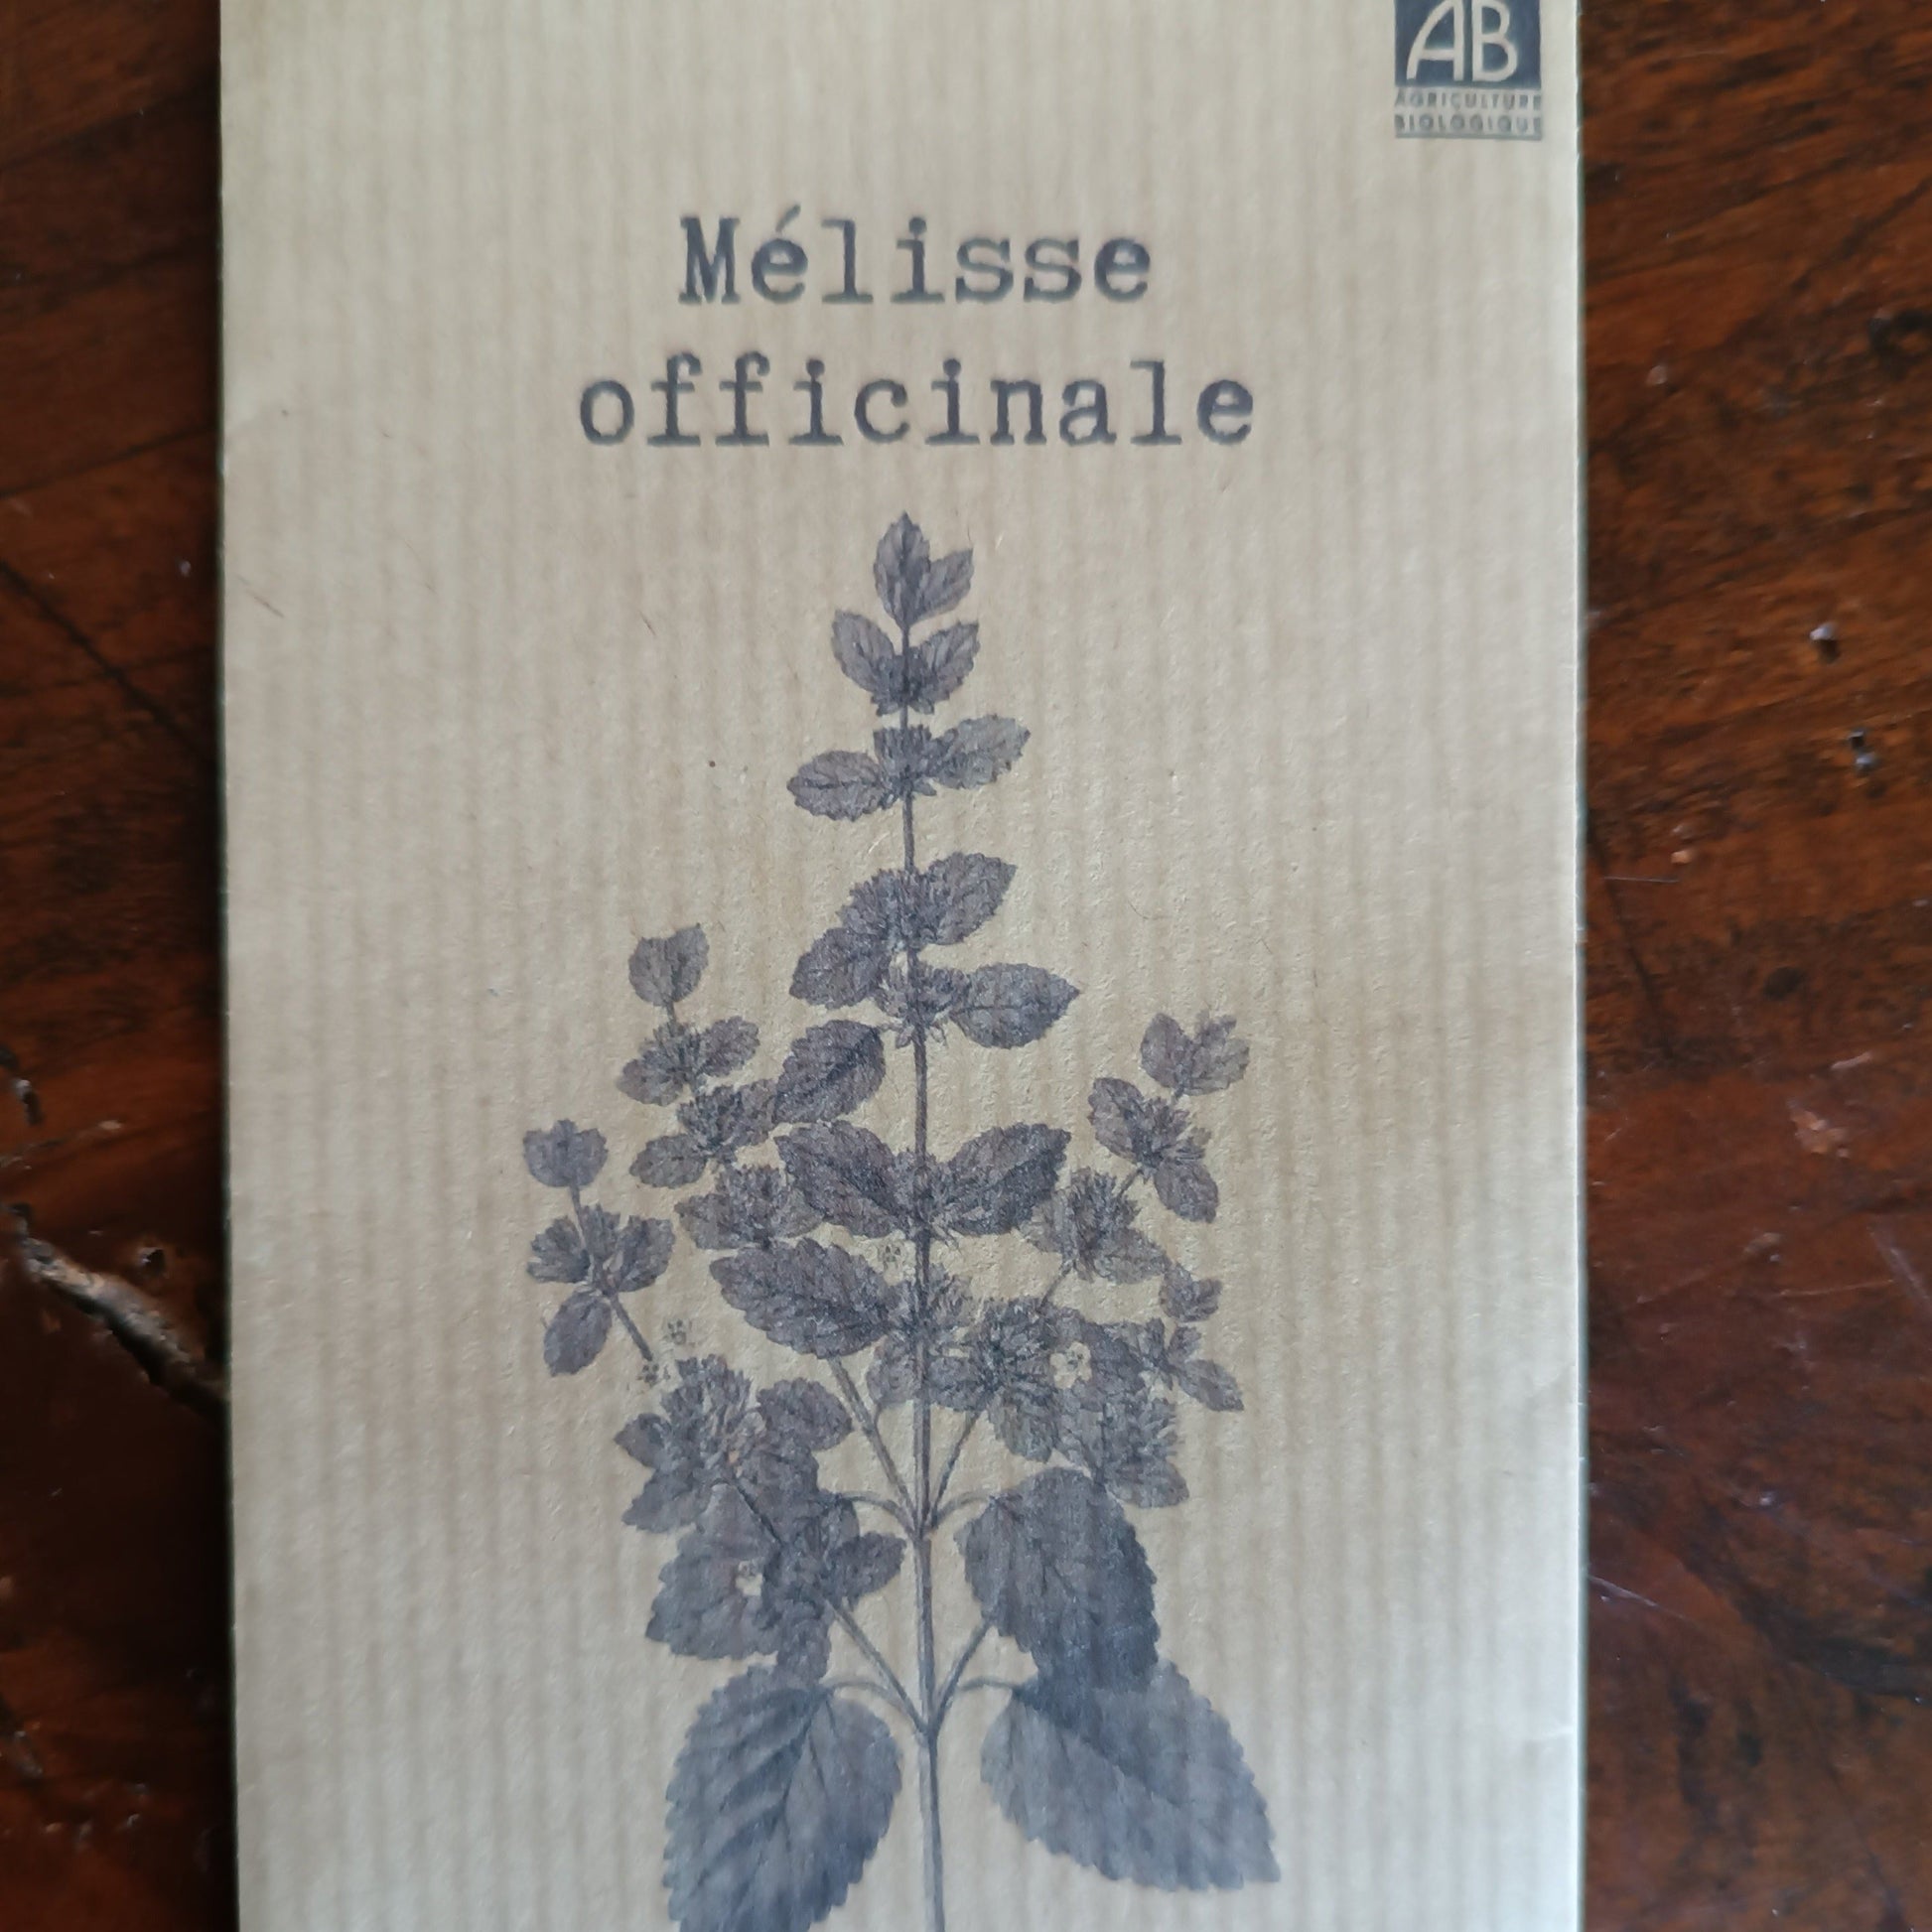 AB
AGRICULTURE
BIOLOGIQUE
Mélisse
officinale